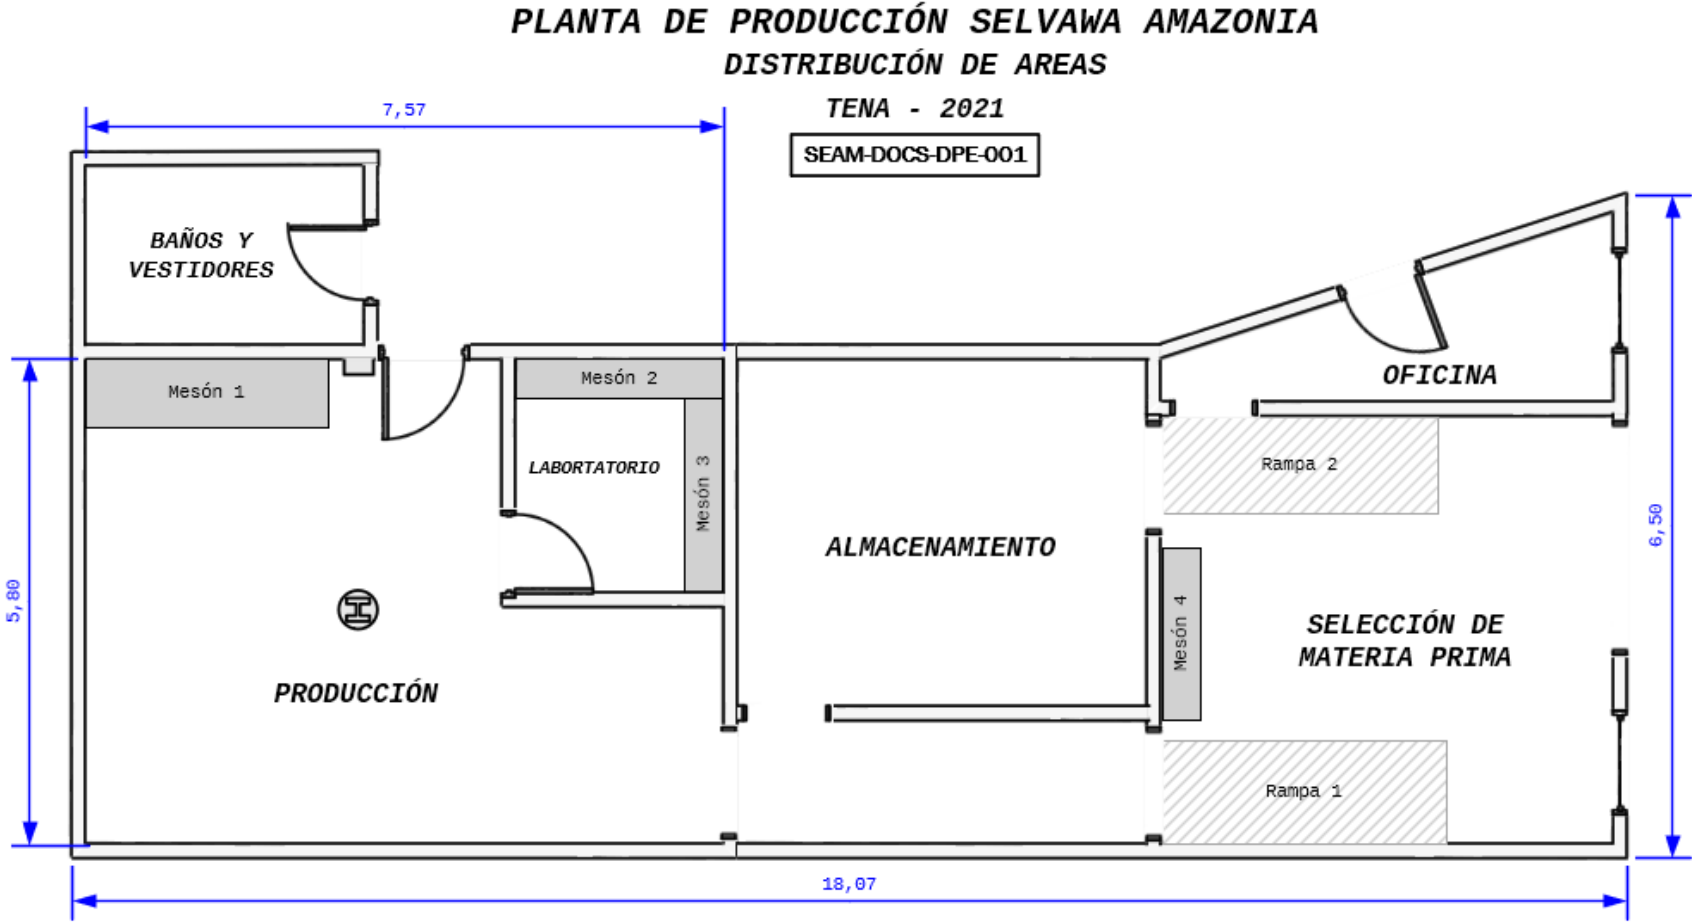 PLANTA DE PRODUCCIÓN SELVAWA AMAZONIA
DISTRIBUCIÓN DE AREAS
TENA - 2021
SEAM-DOCS-DPE-001
7,57
BAÑOS Y
VESTIDORES
Mesón 1
Mesón 2
Mesón 3
LABORTATORIO
OFICINA
Rampa 2
ALMACENAMIENTO
6,50
5,80
Mesón 4
SELECCIÓN DE
MATERIA PRIMA
PRODUCCIÓN
Rampa 1
18,07